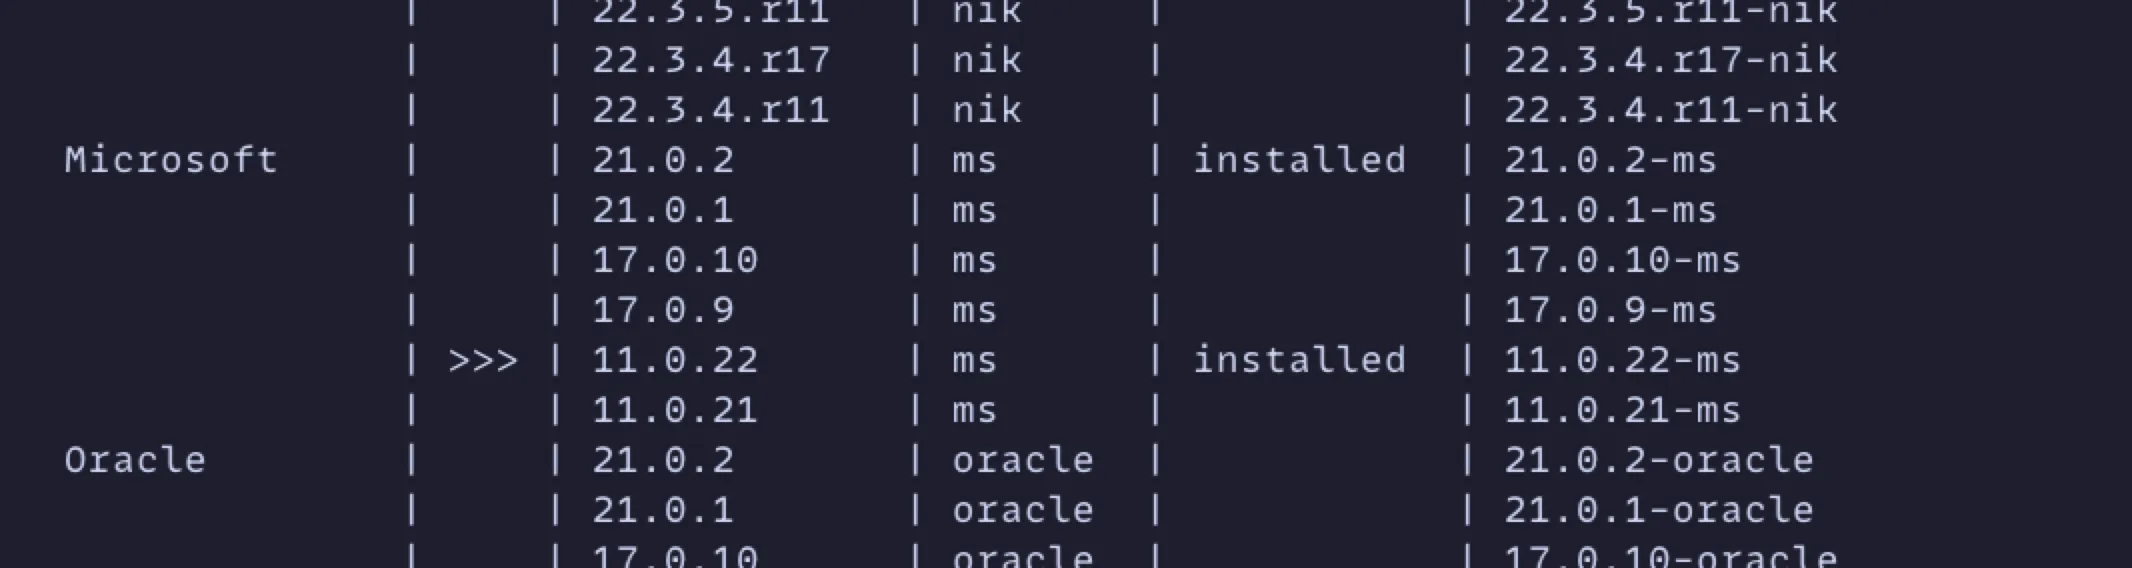 | | 22.3.5.r11 | nik | | 22.3.5.r11-nik
| | 22.3.4.r17 | nik | | 22.3.4.r17-nik
| | 22.3.4.r11 | nik | | 22.3.4.r11-nik
Microsoft | | 21.0.2 | ms | installed | 21.0.2-ms
| | 21.0.1 | ms | | 21.0.1-ms
| | 17.0.10 | ms | | 17.0.10-ms
| | 17.0.9 | ms | | 17.0.9-ms
| >>> | 11.0.22 | ms | installed | 11.0.22-ms
| | 11.0.21 | ms | | 11.0.21-ms
Oracle | | 21.0.2 | oracle | | 21.0.2-oracle
| | 21.0.1 | oracle | | 21.0.1-oracle
| | 17.0.10 | oracle | | 17.0.10-oracle